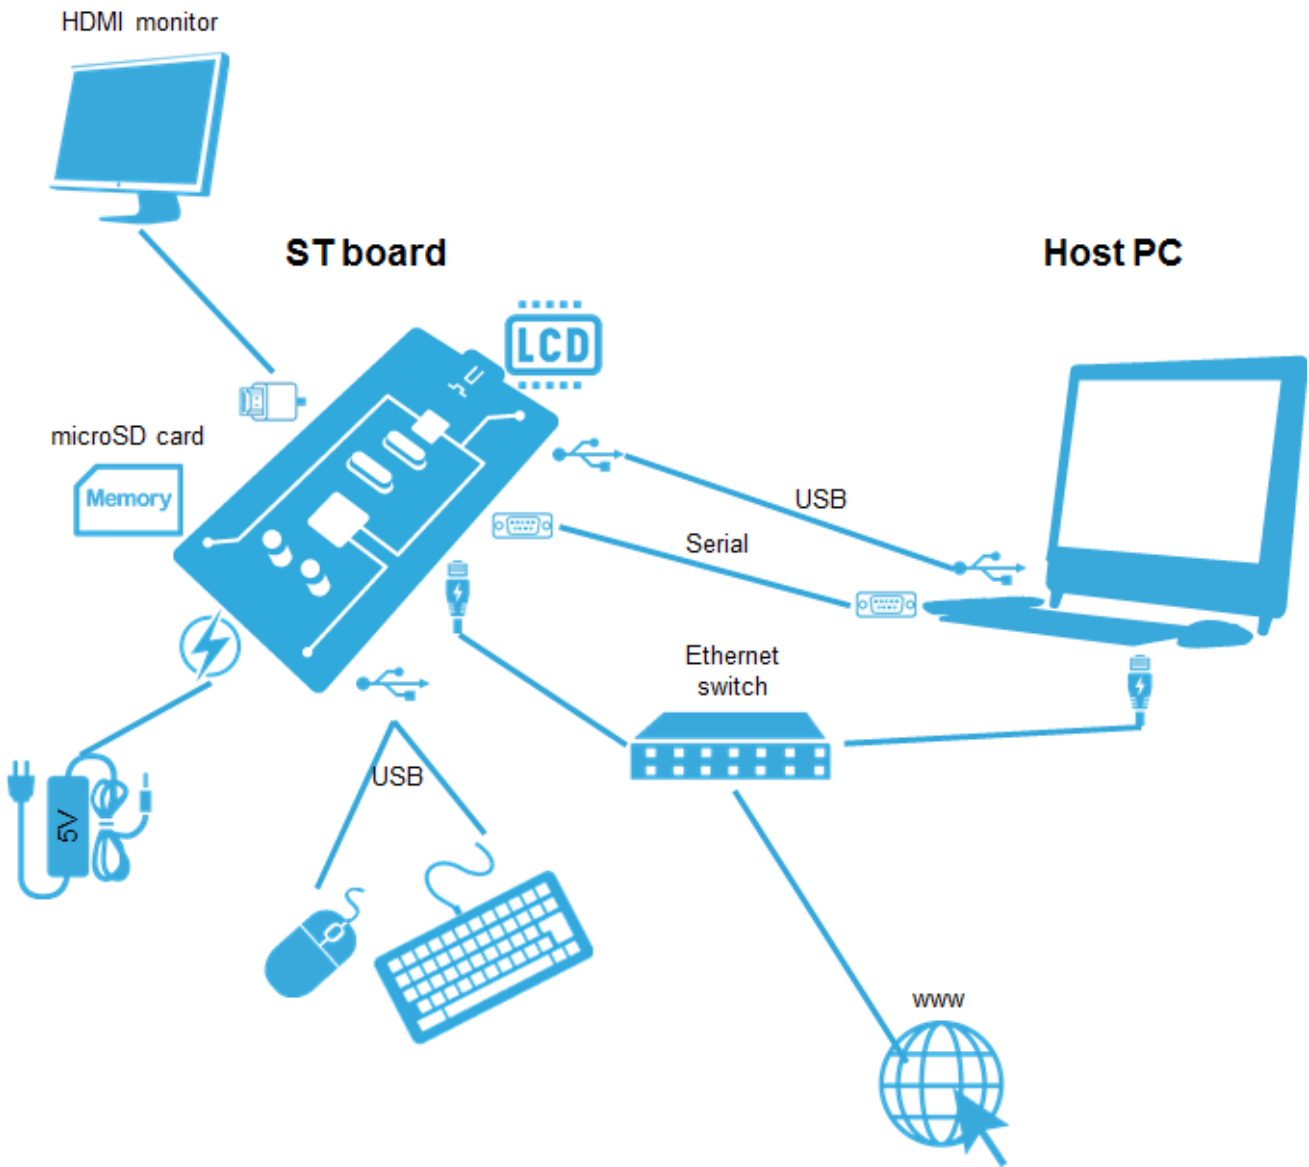 HDMI monitor
ST board
Host PC
LCD
microSD card
Memory
USB
Serial
Ethernet
switch
USB
5V
www